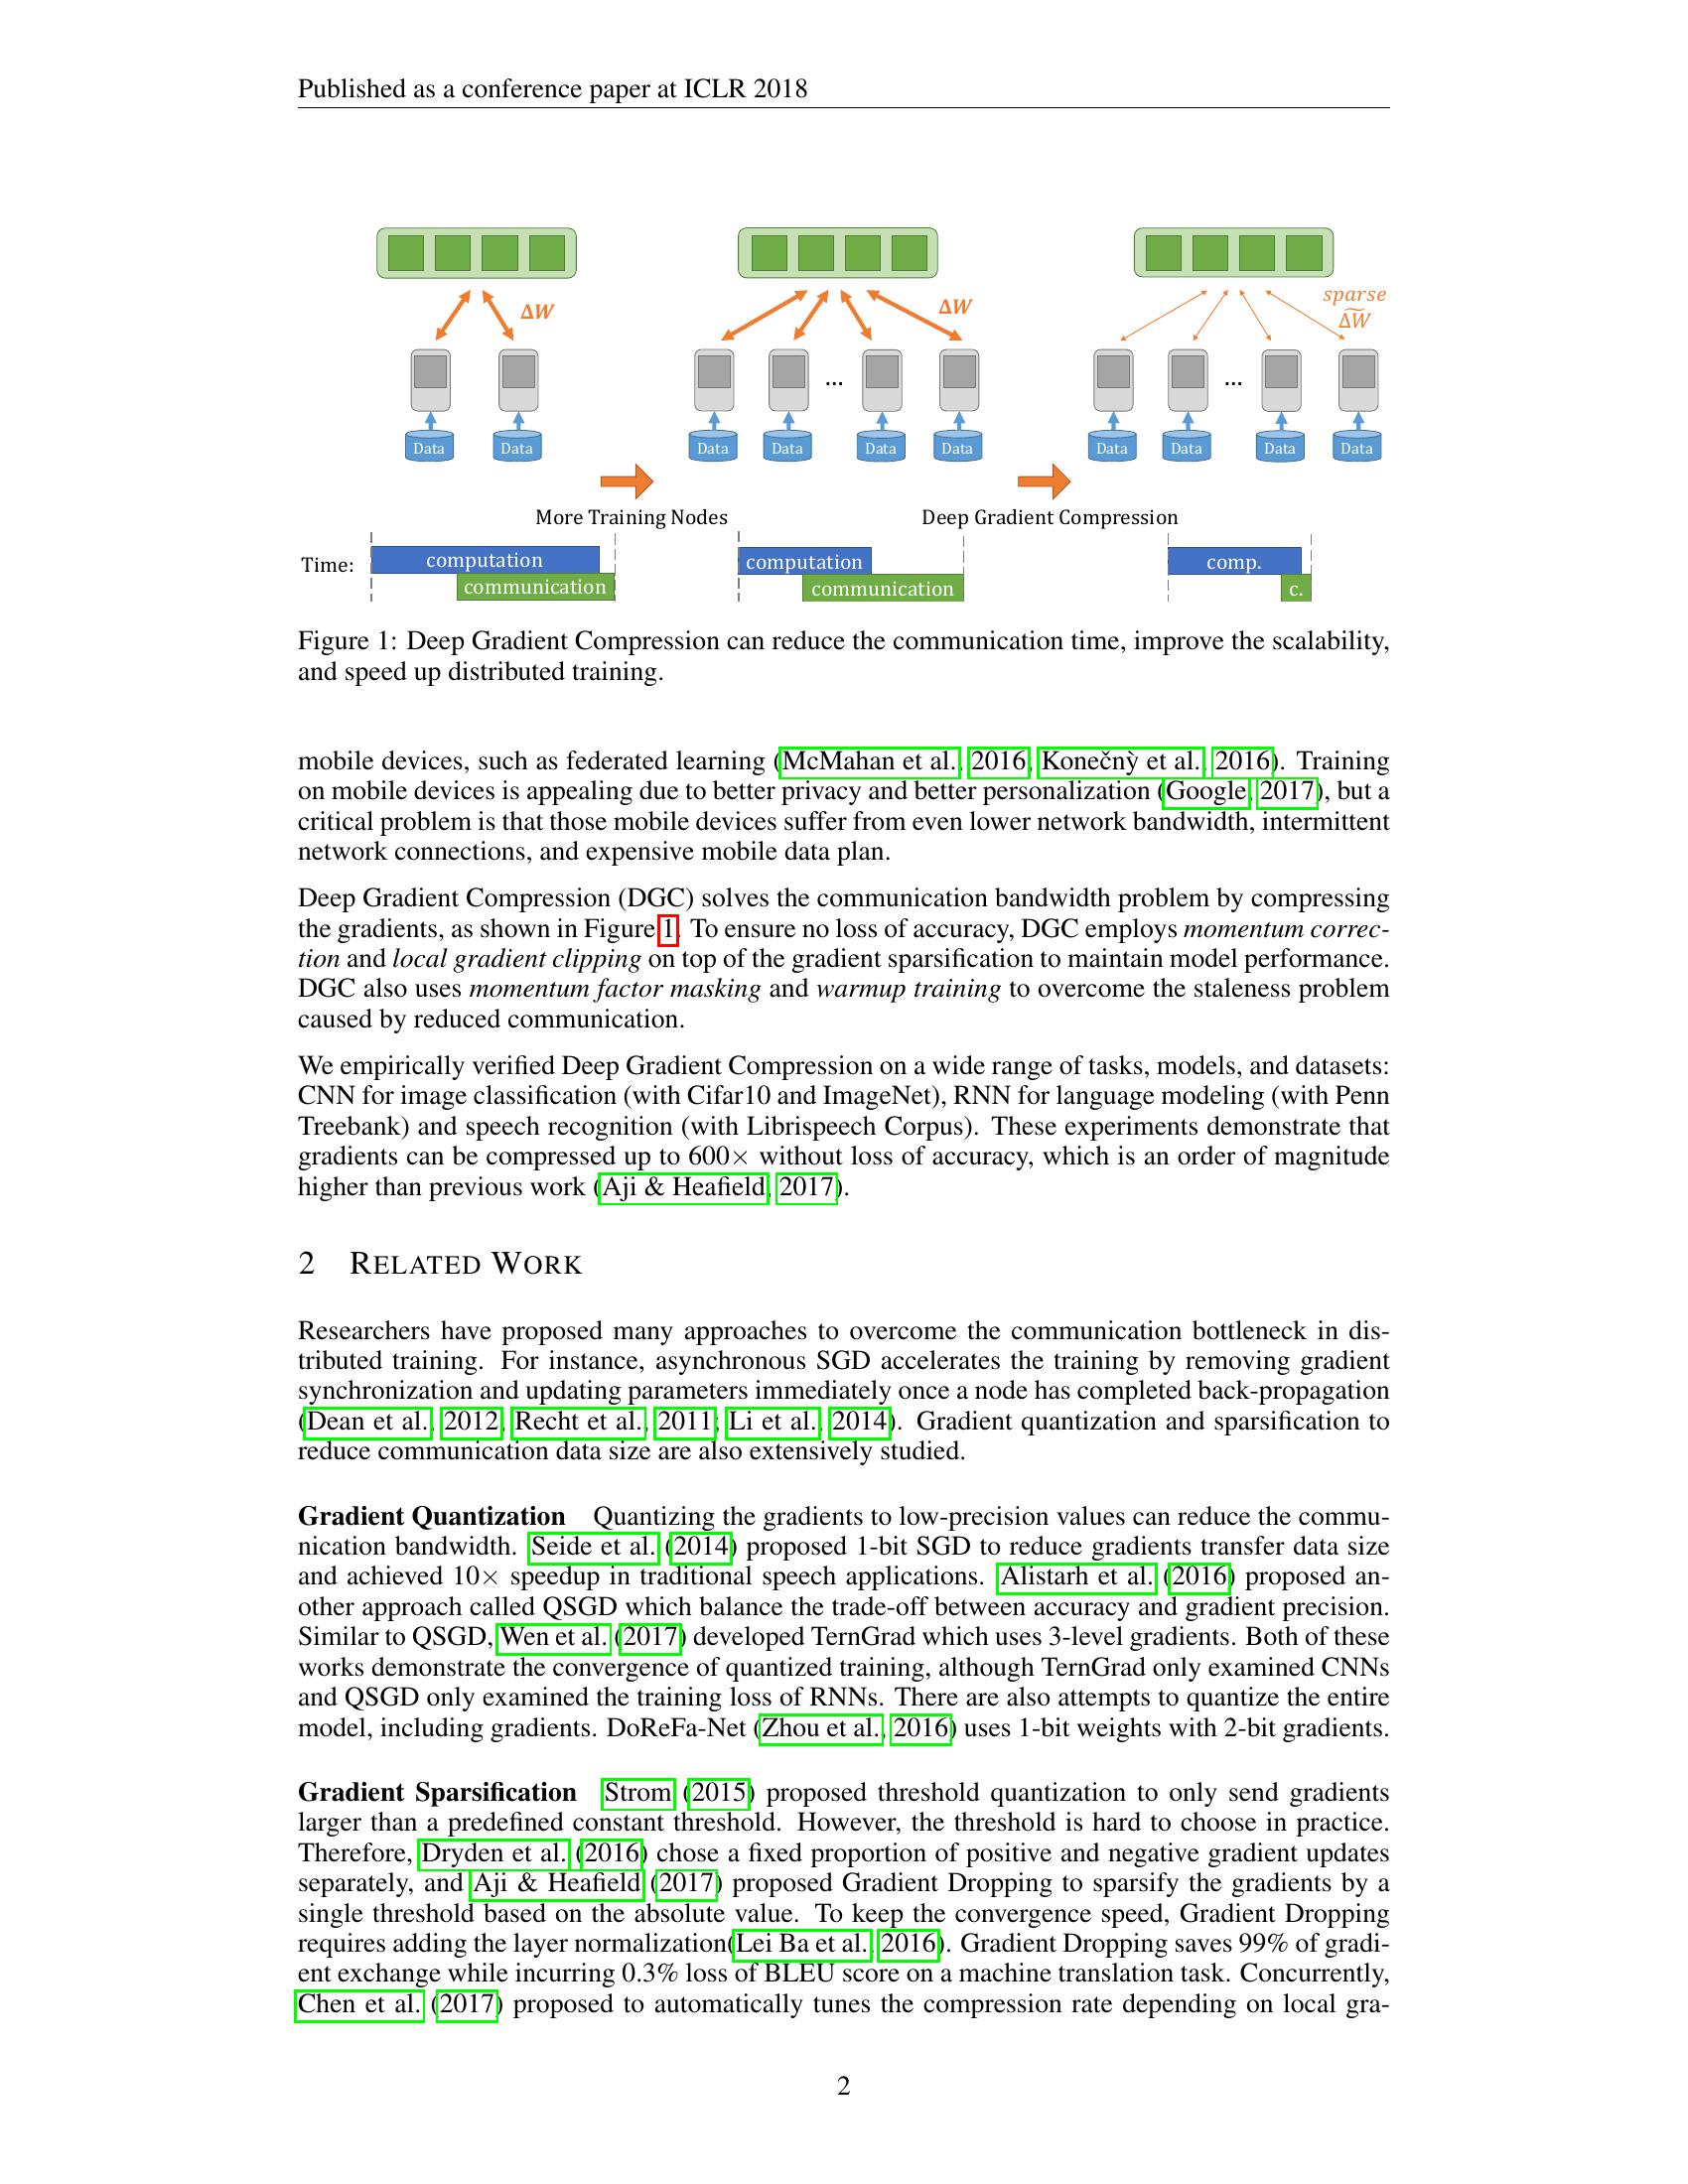 Published as a conference paper at ICLR 2018
ΔW
ΔW
sparse
ΔW̃
...
...
Data
Data
Data
Data
Data
Data
Data
Data
Data
Data
More Training Nodes
Deep Gradient Compression
Time:
computation
communication
computation
communication
comp.
c.
Figure 1: Deep Gradient Compression can reduce the communication time, improve the scalability,
and speed up distributed training.
mobile devices, such as federated learning (McMahan et al., 2016; Konečnỳ et al., 2016). Training
on mobile devices is appealing due to better privacy and better personalization (Google, 2017), but a
critical problem is that those mobile devices suffer from even lower network bandwidth, intermittent
network connections, and expensive mobile data plan.
Deep Gradient Compression (DGC) solves the communication bandwidth problem by compressing
the gradients, as shown in Figure 1. To ensure no loss of accuracy, DGC employs momentum correc-
tion and local gradient clipping on top of the gradient sparsification to maintain model performance.
DGC also uses momentum factor masking and warmup training to overcome the staleness problem
caused by reduced communication.
We empirically verified Deep Gradient Compression on a wide range of tasks, models, and datasets:
CNN for image classification (with Cifar10 and ImageNet), RNN for language modeling (with Penn
Treebank) and speech recognition (with Librispeech Corpus). These experiments demonstrate that
gradients can be compressed up to 600× without loss of accuracy, which is an order of magnitude
higher than previous work (Aji & Heafield, 2017).
2 RELATED WORK
Researchers have proposed many approaches to overcome the communication bottleneck in dis-
tributed training. For instance, asynchronous SGD accelerates the training by removing gradient
synchronization and updating parameters immediately once a node has completed back-propagation
(Dean et al., 2012; Recht et al., 2011; Li et al., 2014). Gradient quantization and sparsification to
reduce communication data size are also extensively studied.
Gradient Quantization Quantizing the gradients to low-precision values can reduce the commu-
nication bandwidth. Seide et al. (2014) proposed 1-bit SGD to reduce gradients transfer data size
and achieved 10× speedup in traditional speech applications. Alistarh et al. (2016) proposed an-
other approach called QSGD which balance the trade-off between accuracy and gradient precision.
Similar to QSGD, Wen et al. (2017) developed TernGrad which uses 3-level gradients. Both of these
works demonstrate the convergence of quantized training, although TernGrad only examined CNNs
and QSGD only examined the training loss of RNNs. There are also attempts to quantize the entire
model, including gradients. DoReFa-Net (Zhou et al., 2016) uses 1-bit weights with 2-bit gradients.
Gradient Sparsification Strom (2015) proposed threshold quantization to only send gradients
larger than a predefined constant threshold. However, the threshold is hard to choose in practice.
Therefore, Dryden et al. (2016) chose a fixed proportion of positive and negative gradient updates
separately, and Aji & Heafield (2017) proposed Gradient Dropping to sparsify the gradients by a
single threshold based on the absolute value. To keep the convergence speed, Gradient Dropping
requires adding the layer normalization(Lei Ba et al., 2016). Gradient Dropping saves 99% of gradi-
ent exchange while incurring 0.3% loss of BLEU score on a machine translation task. Concurrently,
Chen et al. (2017) proposed to automatically tunes the compression rate depending on local gra-
2